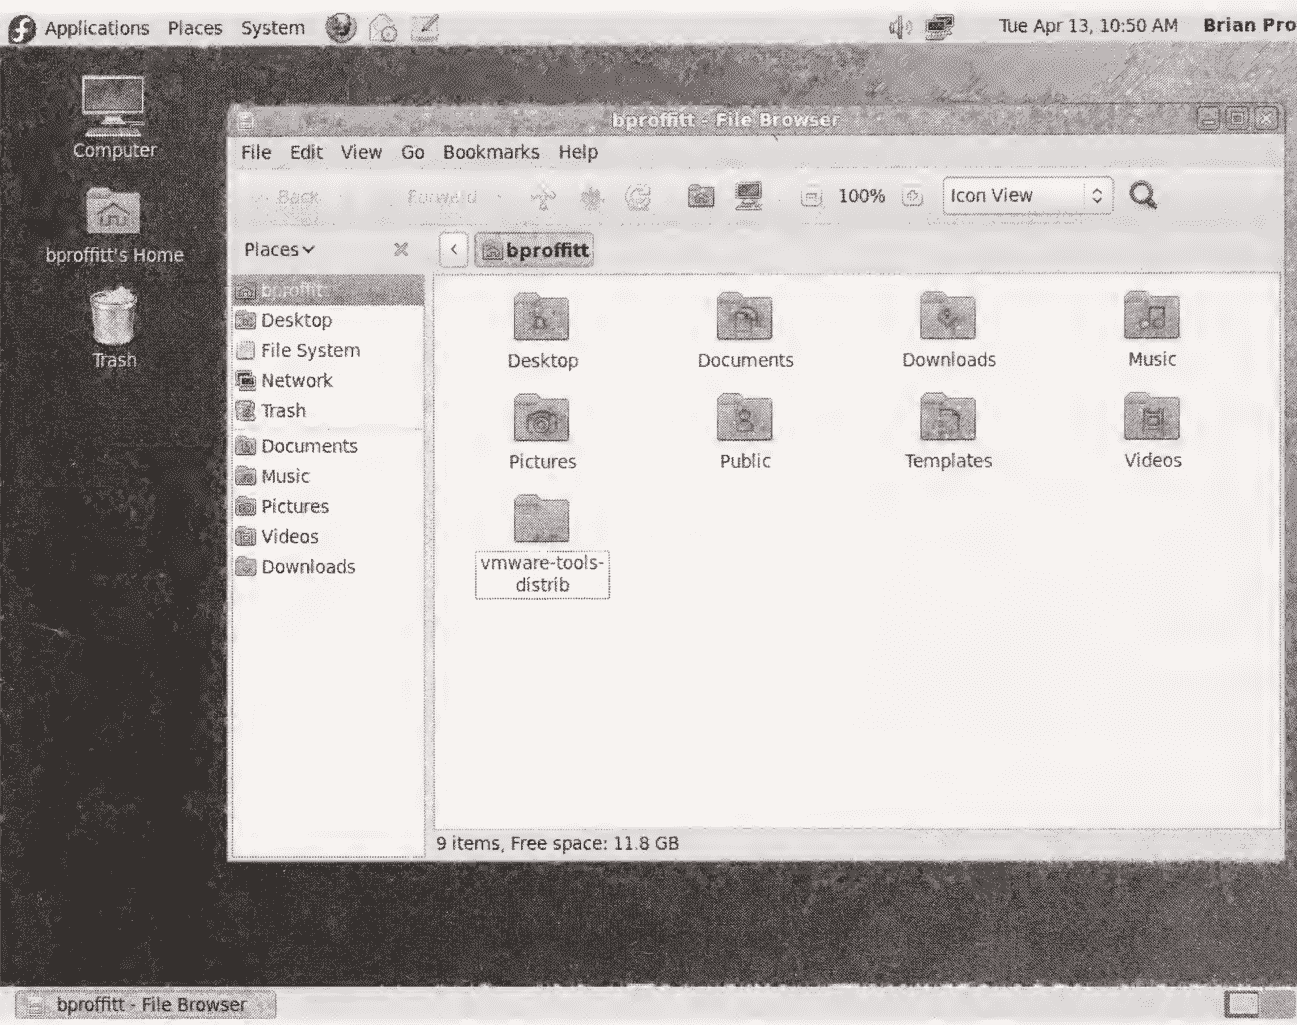 Applications Places System Tue Apr 13, 10:50 AM Brian Pro
Computer
bproffitt's Home
Trash
bproffitt - File Browser
File Edit View Go Bookmarks Help
Back Forward 100% Icon View
Places bproffitt
bproffitt
Desktop
File System
Network
Trash
Documents
Music
Pictures
Videos
Downloads
Desktop Documents Downloads Music
Pictures Public Templates Videos
vmware-tools-
distrib
9 items, Free space: 11.8 GB
bproffitt - File Browser